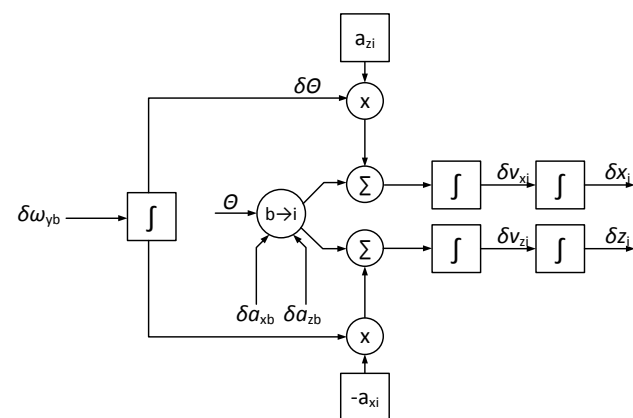 a_zi
δΘ
x
Σ
∫
δv_xi
∫
δx_i
δω_yb
∫
Θ
b→i
Σ
∫
δv_zi
∫
δz_i
δa_xb
δa_zb
x
-a_xi